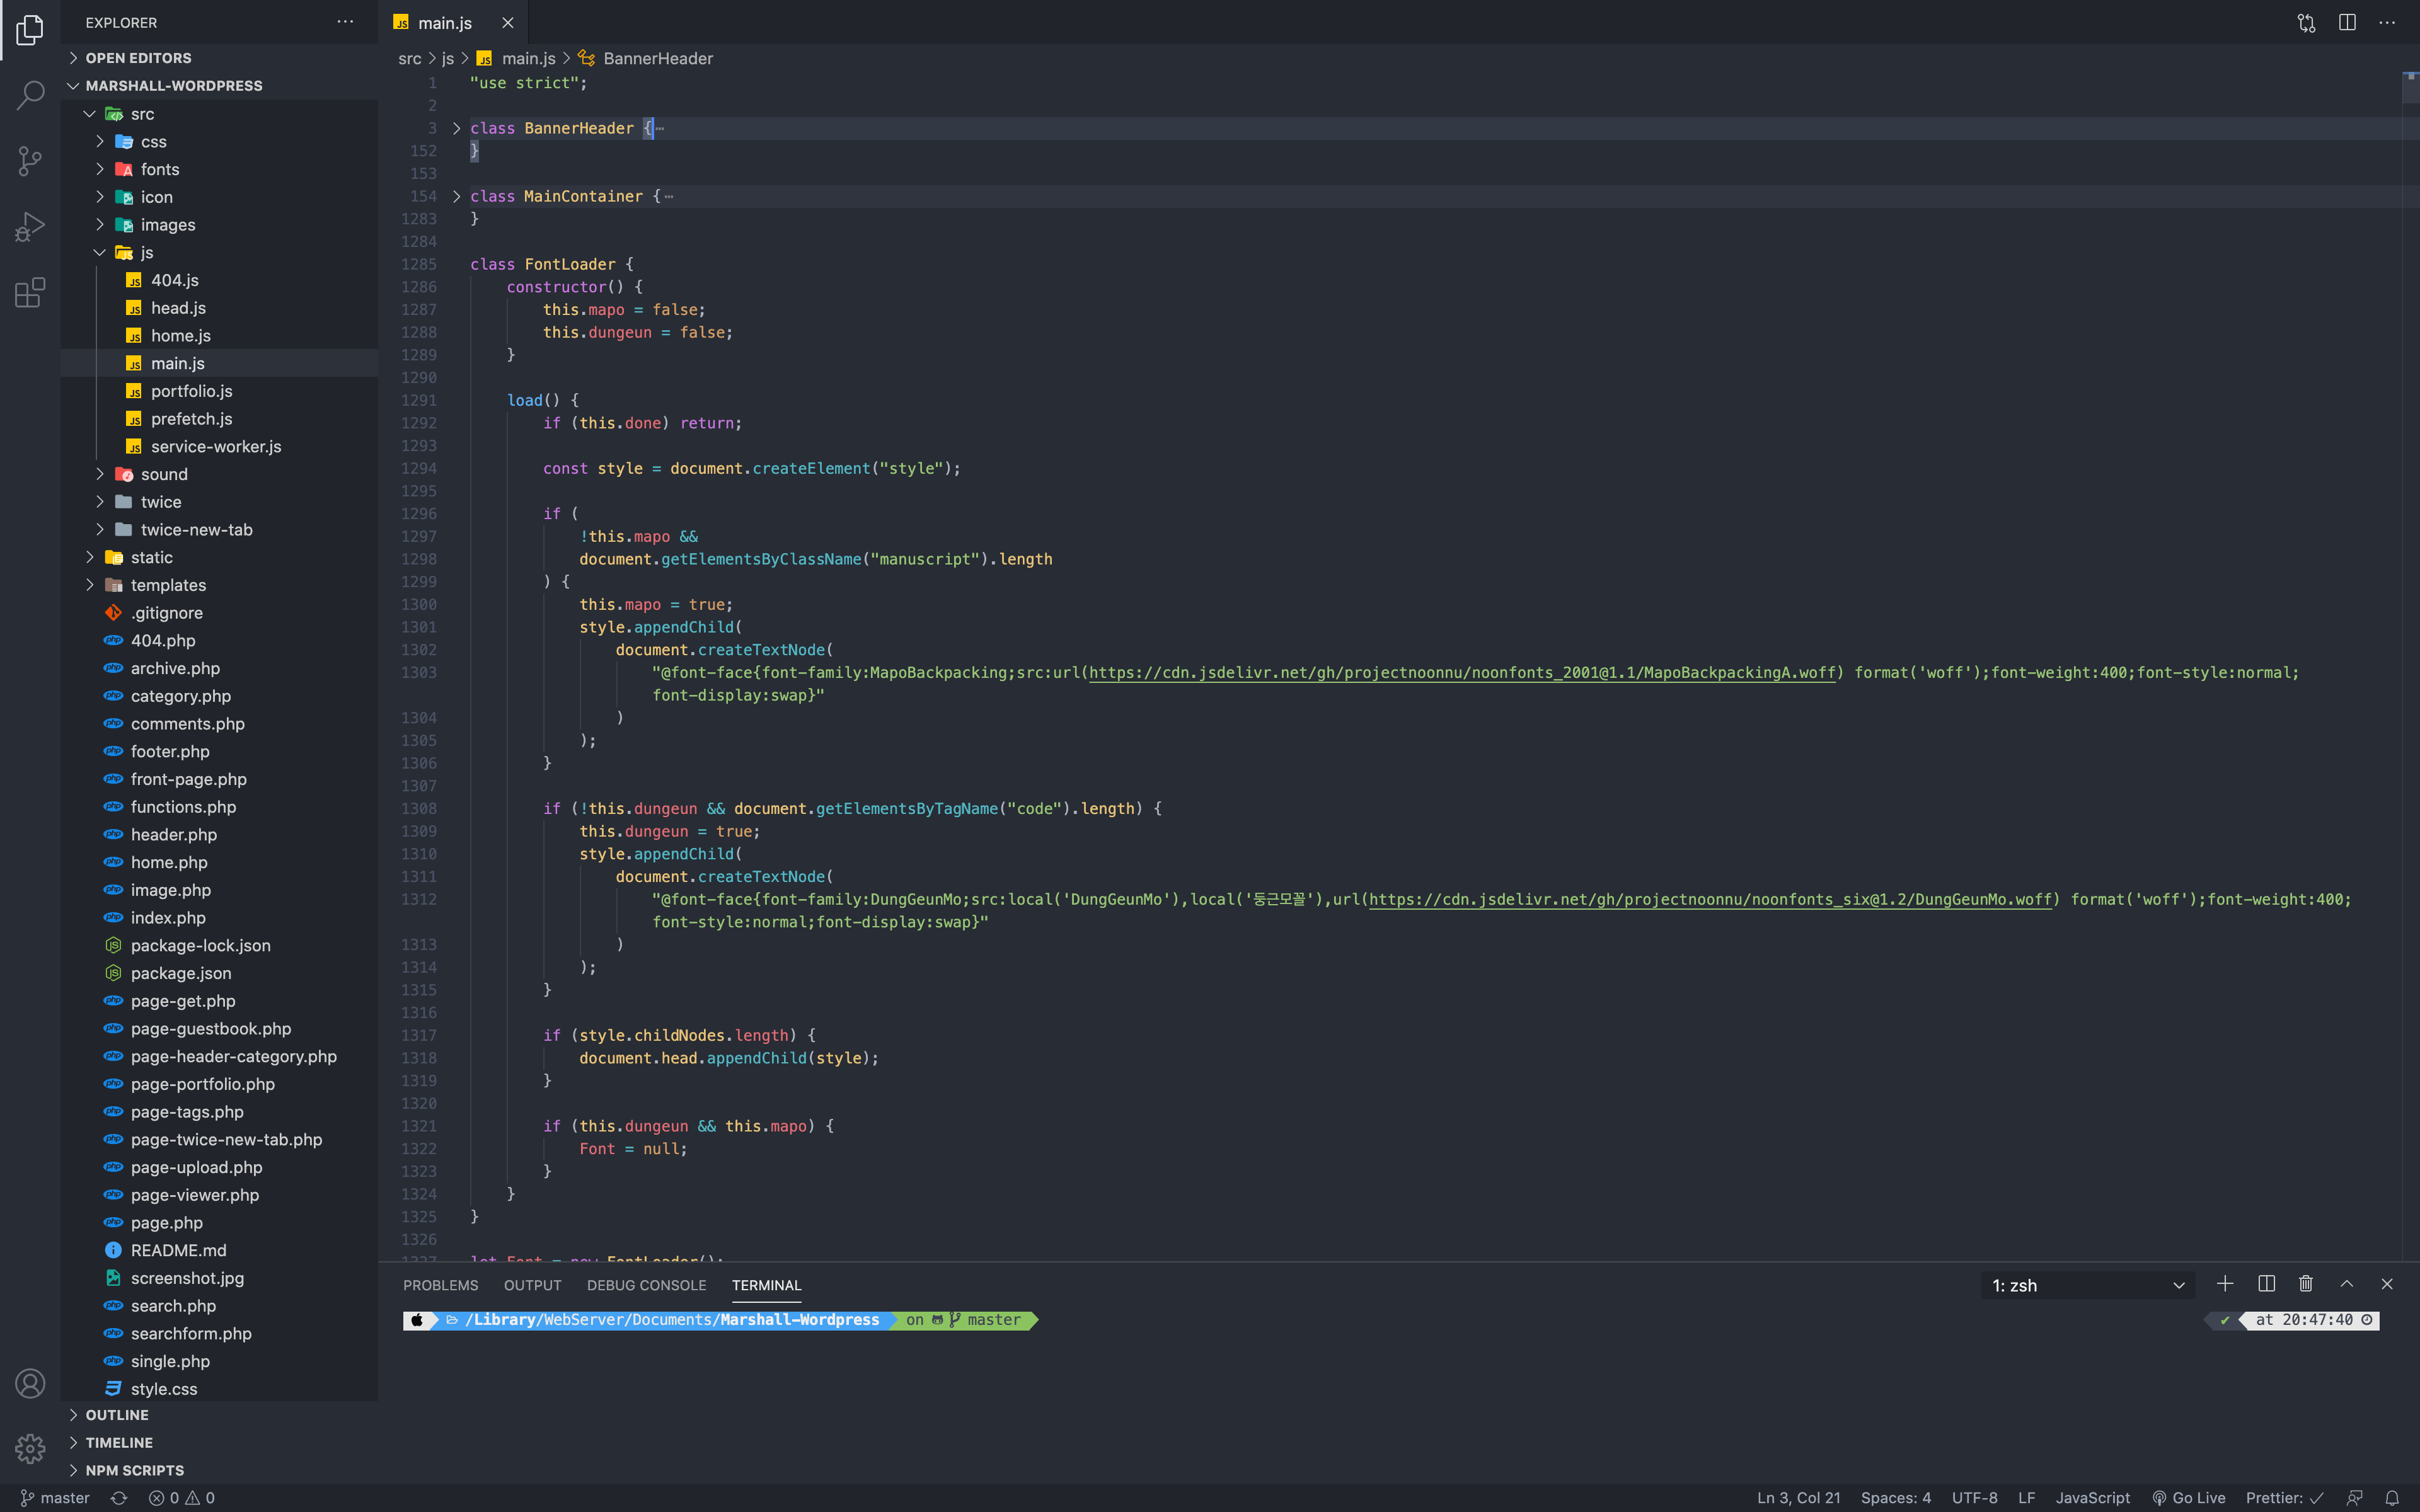 EXPLORER
OPEN EDITORS
MARSHALL-WORDPRESS
src
css
fonts
icon
images
js
404.js
head.js
home.js
main.js
portfolio.js
prefetch.js
service-worker.js
sound
twice
twice-new-tab
static
templates
.gitignore
404.php
archive.php
category.php
comments.php
footer.php
front-page.php
functions.php
header.php
home.php
image.php
index.php
package-lock.json
package.json
page-get.php
page-guestbook.php
page-header-category.php
page-portfolio.php
page-tags.php
page-twice-new-tab.php
page-upload.php
page-viewer.php
page.php
README.md
screenshot.jpg
search.php
searchform.php
single.php
style.css
OUTLINE
TIMELINE
NPM SCRIPTS
main.js
src > js > main.js > BannerHeader
1 "use strict";
2
3 class BannerHeader {
152 }
153
154 class MainContainer {
1283 }
1284
1285 class FontLoader {
1286 constructor() {
1287 this.mapo = false;
1288 this.dungeun = false;
1289 }
1290
1291 load() {
1292 if (this.done) return;
1293
1294 const style = document.createElement("style");
1295
1296 if (
1297 !this.mapo &&
1298 document.getElementsByClassName("manuscript").length
1299 ) {
1300 this.mapo = true;
1301 style.appendChild(
1302 document.createTextNode(
1303 "@font-face{font-family:MapoBackpacking;src:url(https://cdn.jsdelivr.net/gh/projectnoonnu/noonfonts_2001@1.1/MapoBackpackingA.woff) format('woff');font-weight:400;font-style:normal;
font-display:swap}"
1304 )
1305 );
1306 }
1307
1308 if (!this.dungeun && document.getElementsByTagName("code").length) {
1309 this.dungeun = true;
1310 style.appendChild(
1311 document.createTextNode(
1312 "@font-face{font-family:DungGeunMo;src:local('DungGeunMo'),local('둥근모꼴'),url(https://cdn.jsdelivr.net/gh/projectnoonnu/noonfonts_six@1.2/DungGeunMo.woff) format('woff');font-weight:400;
font-style:normal;font-display:swap}"
1313 )
1314 );
1315 }
1316
1317 if (style.childNodes.length) {
1318 document.head.appendChild(style);
1319 }
1320
1321 if (this.dungeun && this.mapo) {
1322 Font = null;
1323 }
1324 }
1325 }
1326
1327 let Font = new FontLoader();
PROBLEMS OUTPUT DEBUG CONSOLE TERMINAL 1: zsh
/Library/WebServer/Documents/Marshall-Wordpress on master at 20:47:40
master 0 0 Ln 3, Col 21 Spaces: 4 UTF-8 LF JavaScript Go Live Prettier: ✓